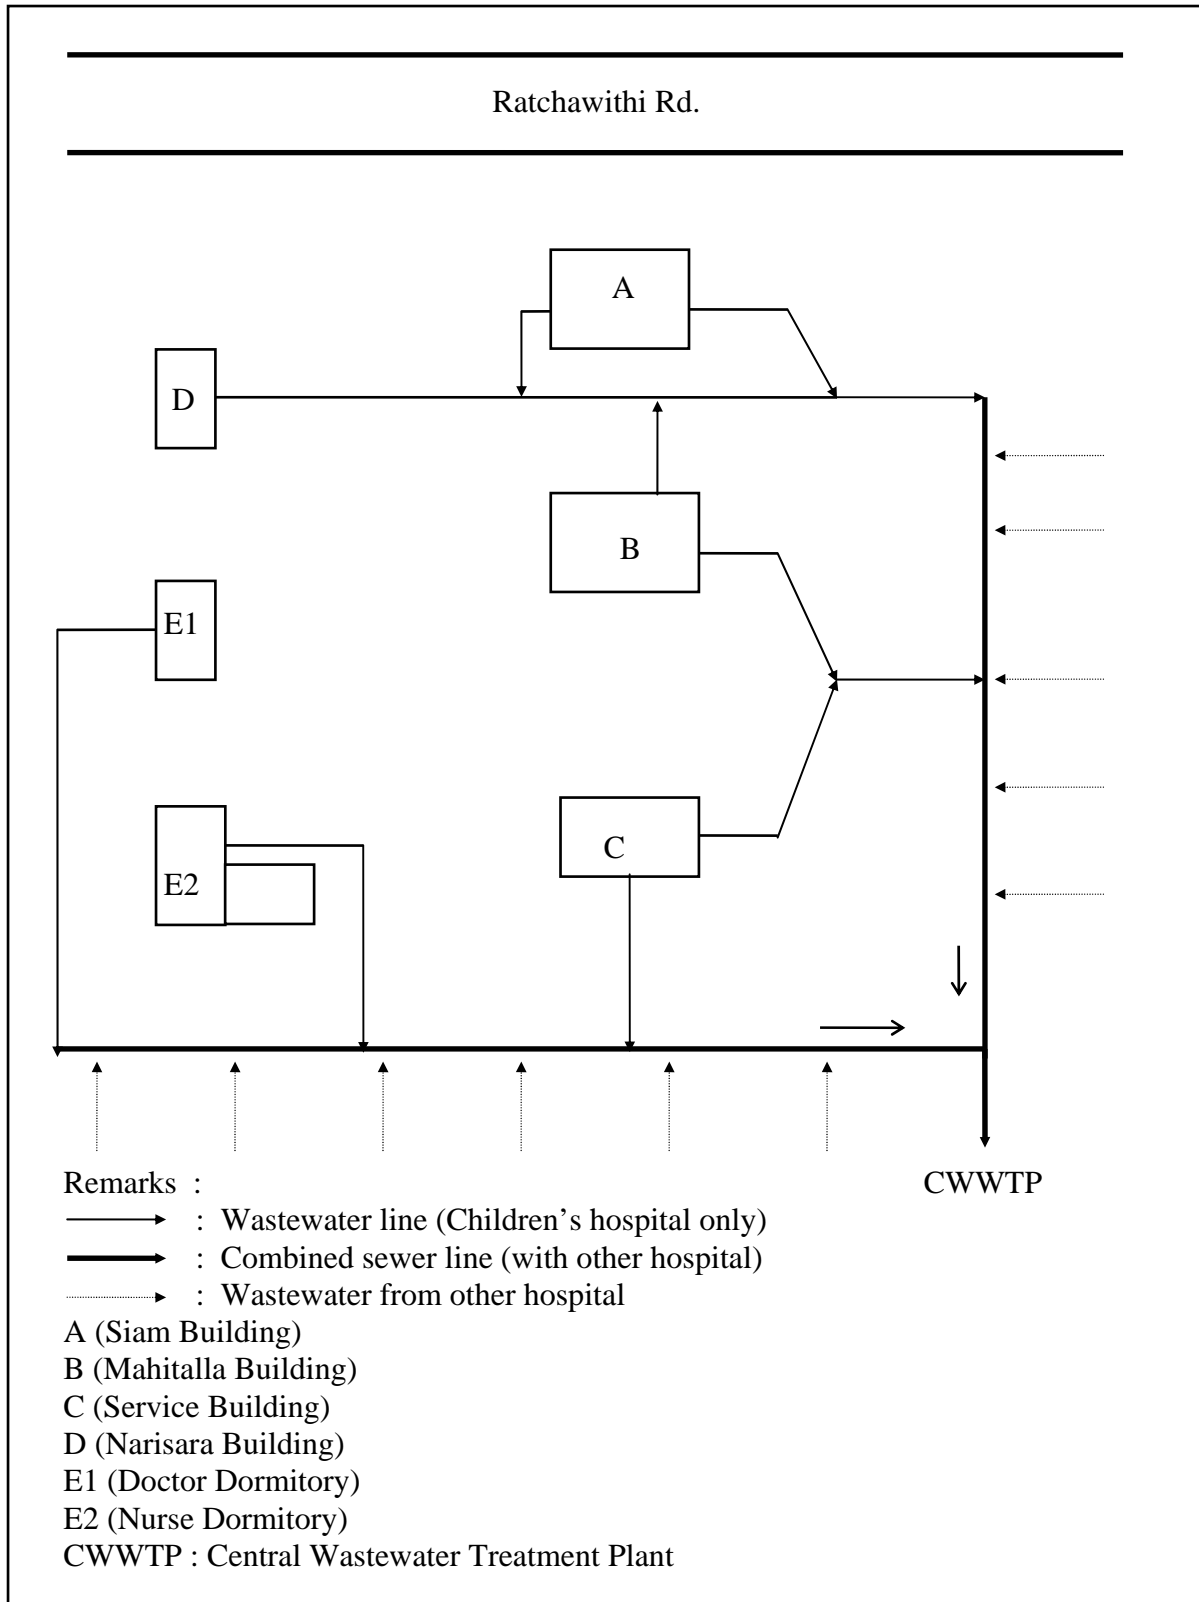 Ratchawithi Rd.
A
D
B
E1
C
E2
Remarks :
CWWTP
: Wastewater line (Children's hospital only)
: Combined sewer line (with other hospital)
: Wastewater from other hospital
A (Siam Building)
B (Mahitalla Building)
C (Service Building)
D (Narisara Building)
E1 (Doctor Dormitory)
E2 (Nurse Dormitory)
CWWTP : Central Wastewater Treatment Plant